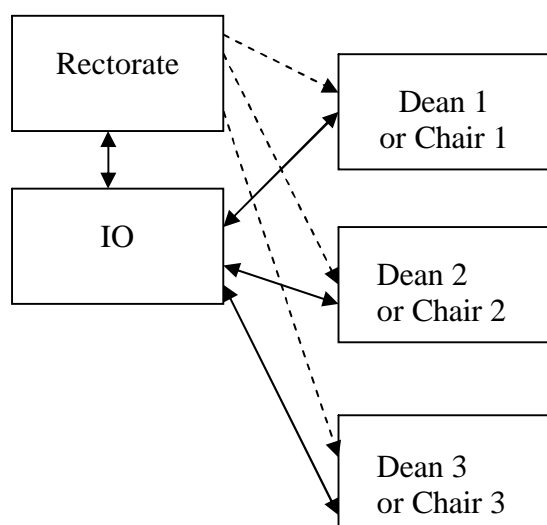 Rectorate
IO
Dean 1
or Chair 1
Dean 2
or Chair 2
Dean 3
or Chair 3